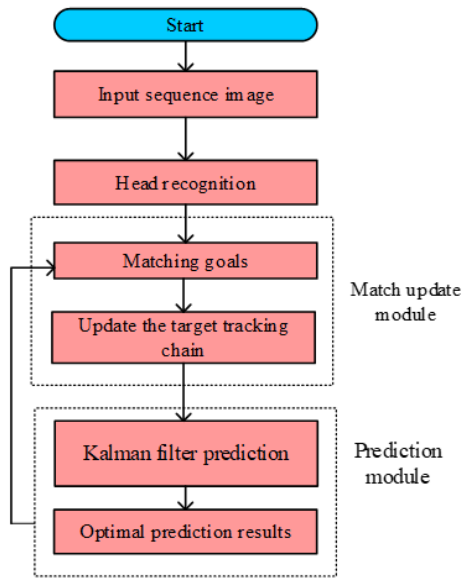 Start
Input sequence image
Head recognition
Matching goals
Match update
module
Update the target tracking
chain
Kalman filter prediction
Prediction
module
Optimal prediction results